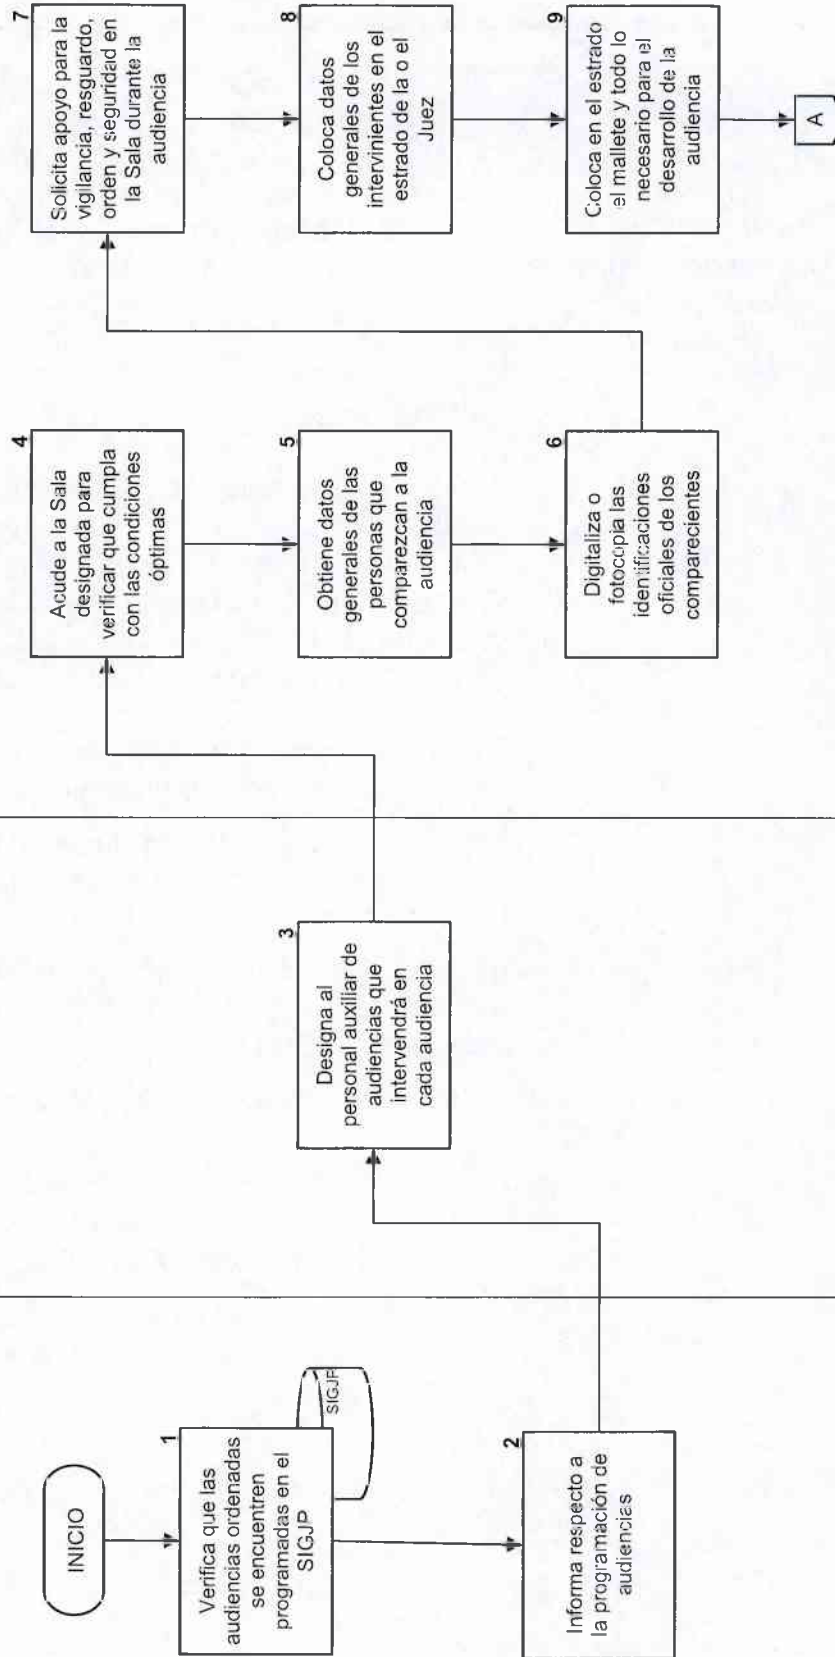 INICIO
1
Verifica que las
audiencias ordenadas
se encuentren
programadas en el
SIGJP
SIGJP
2
Informa respecto a
la programación de
audiencias
3
Designa al
personal auxiliar de
audiencias que
intervendrá en
cada audiencia
4
Acude a la Sala
designada para
verificar que cumpla
con las condiciones
óptimas
5
Obtiene datos
generales de las
personas que
comparezcan a la
audiencia
6
Digitaliza o
fotocopia las
identificaciones
oficiales de los
comparecientes
7
Solicita apoyo para la
vigilancia, resguardo,
orden y seguridad en
la Sala durante la
audiencia
8
Coloca datos
generales de los
intervinientes en el
estrado de la o el
Juez
9
Coloca en el estrado
el mallete y todo lo
necesario para el
desarrollo de la
audiencia
A